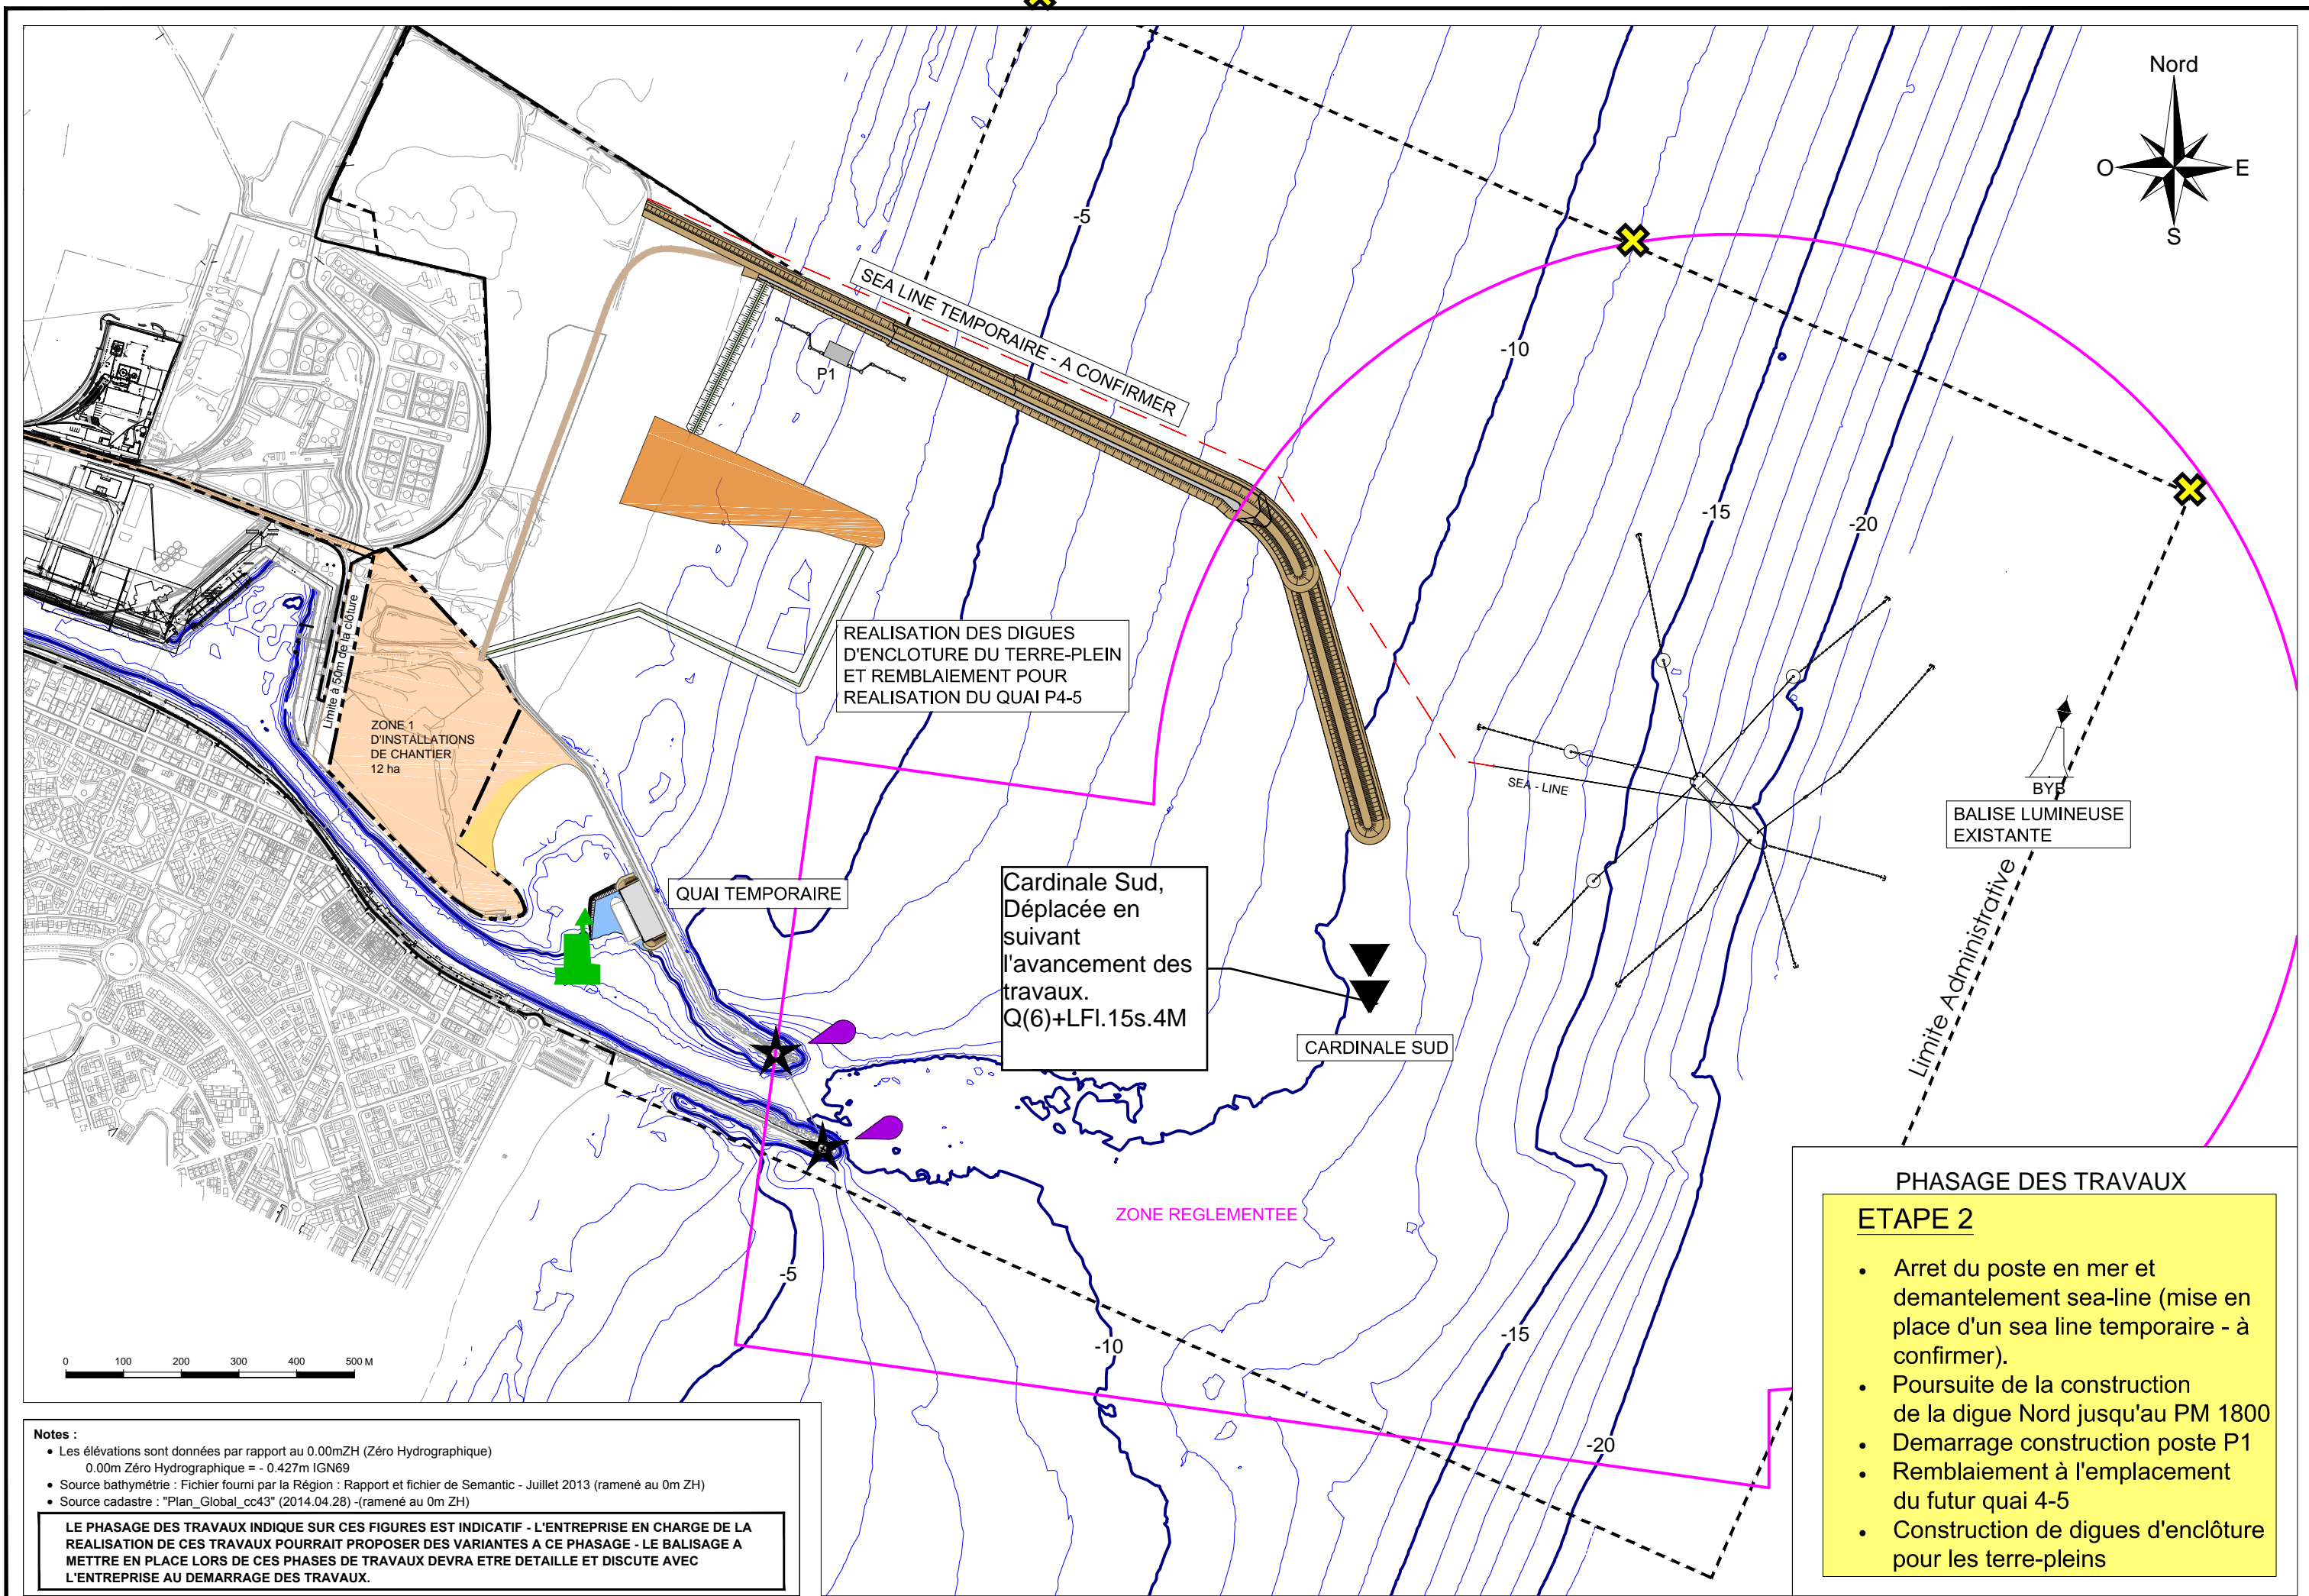 Nord
O
E
S
-5
SEA LINE TEMPORAIRE - A CONFIRMER
P1
-10
-15
-20
REALISATION DES DIGUES
D'ENCLOTURE DU TERRE-PLEIN
ET REMBLAIEMENT POUR
REALISATION DU QUAI P4-5
Limite à 50m de la clôture
ZONE 1
D'INSTALLATIONS
DE CHANTIER
12 ha
SEA - LINE
BYB
BALISE LUMINEUSE
EXISTANTE
QUAI TEMPORAIRE
Cardinale Sud,
Déplacée en
suivant
l'avancement des
travaux.
Q(6)+LFl.15s.4M
CARDINALE SUD
Limite Administrative
ZONE REGLEMENTEE
-5
-10
-15
-20
0 100 200 300 400 500 M
PHASAGE DES TRAVAUX
ETAPE 2
• Arret du poste en mer et
demantelement sea-line (mise en
place d'un sea line temporaire - à
confirmer).
• Poursuite de la construction
de la digue Nord jusqu'au PM 1800
• Demarrage construction poste P1
• Remblaiement à l'emplacement
du futur quai 4-5
• Construction de digues d'enclôture
pour les terre-pleins
Notes :
• Les élévations sont données par rapport au 0.00mZH (Zéro Hydrographique)
0.00m Zéro Hydrographique = - 0.427m IGN69
• Source bathymétrie : Fichier fourni par la Région : Rapport et fichier de Semantic - Juillet 2013 (ramené au 0m ZH)
• Source cadastre : "Plan_Global_cc43" (2014.04.28) -(ramené au 0m ZH)
LE PHASAGE DES TRAVAUX INDIQUE SUR CES FIGURES EST INDICATIF - L'ENTREPRISE EN CHARGE DE LA
REALISATION DE CES TRAVAUX POURRAIT PROPOSER DES VARIANTES A CE PHASAGE - LE BALISAGE A
METTRE EN PLACE LORS DE CES PHASES DE TRAVAUX DEVRA ETRE DETAILLE ET DISCUTE AVEC
L'ENTREPRISE AU DEMARRAGE DES TRAVAUX.